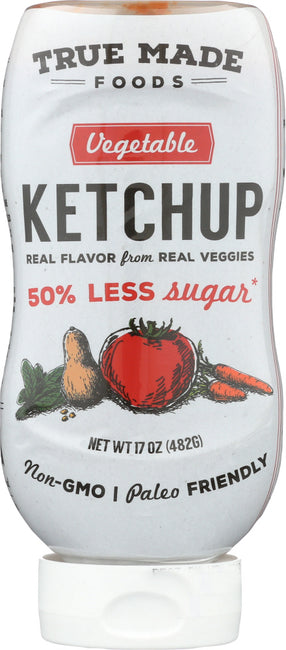 TRUE MADE
FOODS
Vegetable
KETCHUP
REAL FLAVOR from REAL VEGGIES
50% LESS sugar*
NET WT 17 OZ (482G)
Non-GMO | Paleo FRIENDLY